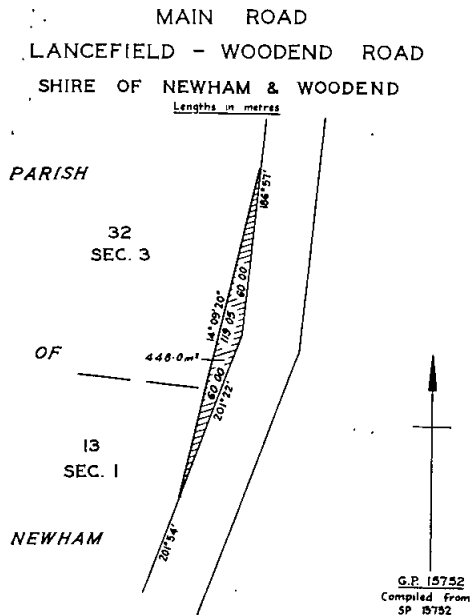 MAIN ROAD
LANCEFIELD - WOODEND ROAD
SHIRE OF NEWHAM & WOODEND
Lengths in metres
PARISH
186°57'
32
SEC. 3
60 00
14°09'20"
119 05
OF
448·0m²
60 00
201°22'
13
SEC. 1
NEWHAM
201°54'
G.P. 15752
Compiled from
SP 15752